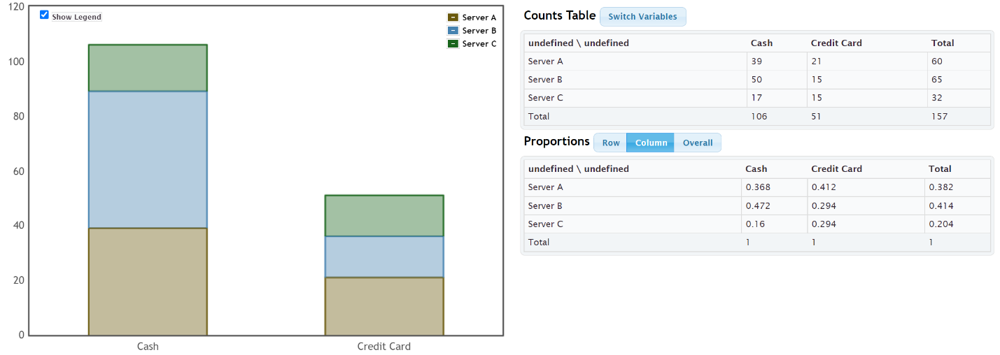 120
100
80
60
40
20
0
Show Legend
Server A
Server B
Server C
Cash Credit Card
Counts Table Switch Variables
undefined \ undefined Cash Credit Card Total
Server A 39 21 60
Server B 50 15 65
Server C 17 15 32
Total 106 51 157
Proportions Row Column Overall
undefined \ undefined Cash Credit Card Total
Server A 0.368 0.412 0.382
Server B 0.472 0.294 0.414
Server C 0.16 0.294 0.204
Total 1 1 1